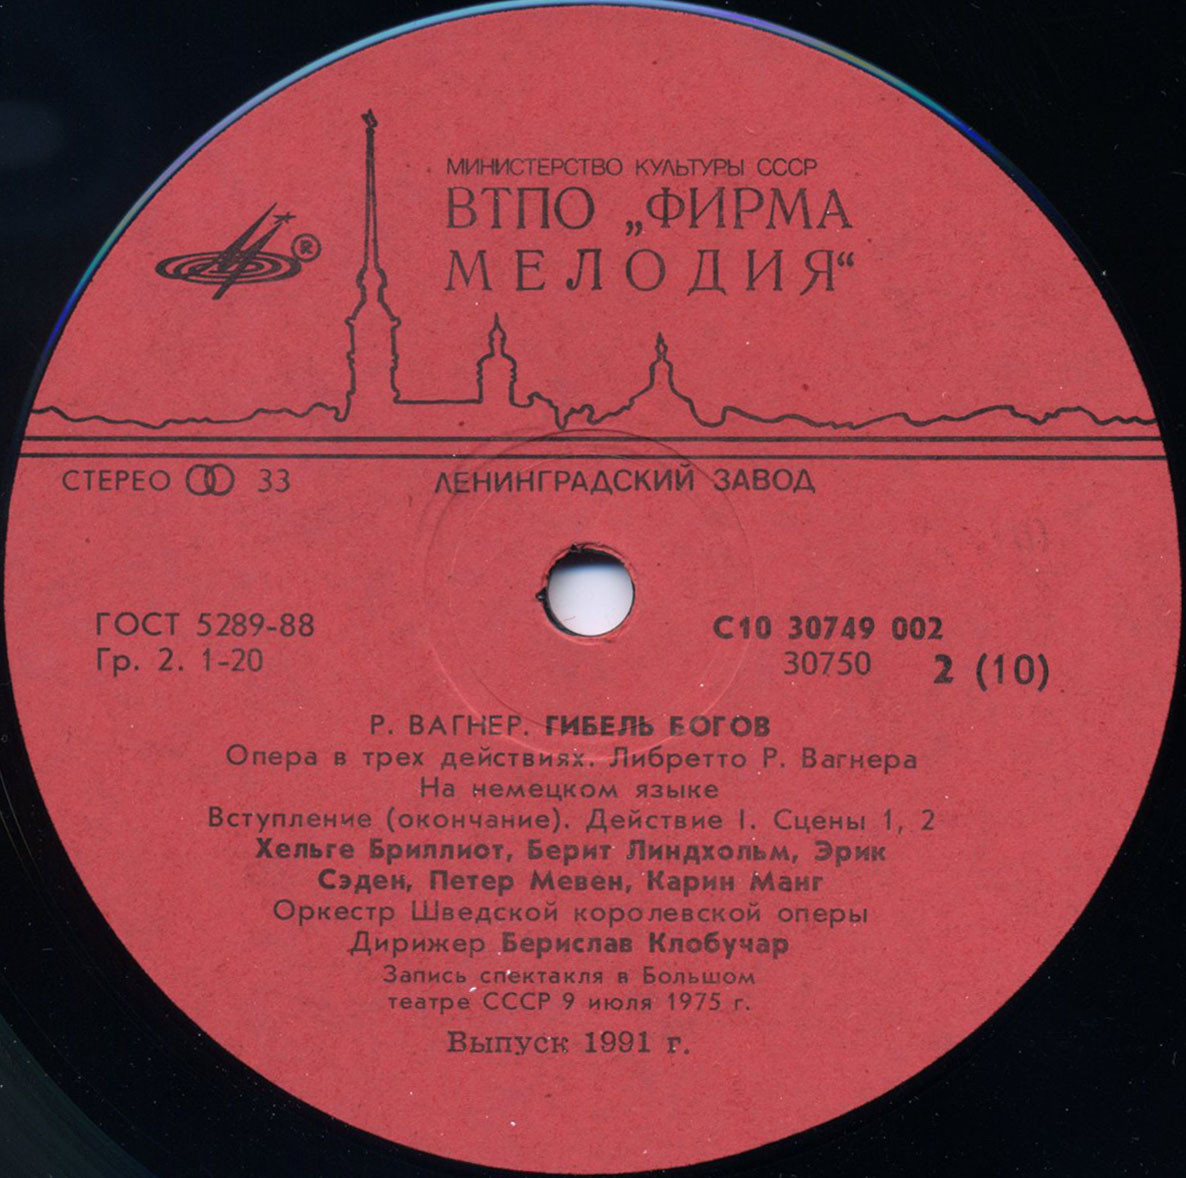 МИНИСТЕРСТВО КУЛЬТУРЫ СССР
ВТПО „ФИРМА
МЕЛОДИЯ“
®
СТЕРЕО 33
ЛЕНИНГРАДСКИЙ ЗАВОД
ГОСТ 5289-88
Гр. 2. 1-20
С10 30749 002
30750 2 (10)
Р. ВАГНЕР. ГИБЕЛЬ БОГОВ
Опера в трех действиях. Либретто Р. Вагнера
На немецком языке
Вступление (окончание). Действие I. Сцены 1, 2
Хельге Бриллиот, Берит Линдхольм, Эрик
Сэден, Петер Мевен, Карин Манг
Оркестр Шведской королевской оперы
Дирижер Берислав Клобучар
Запись спектакля в Большом
театре СССР 9 июля 1975 г.
Выпуск 1991 г.